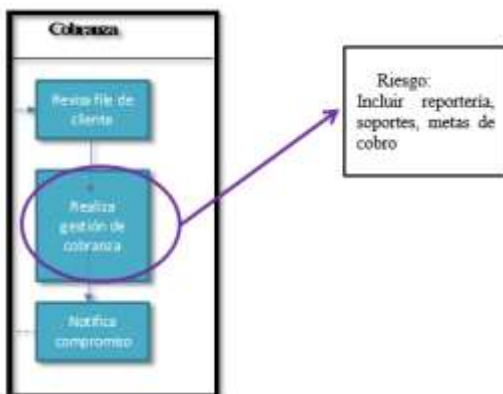 Cobranza
Revisa file de
cliente
Realiza
gestión de
cobranza
Notifica
compromiso
Riesgo:
Incluir reportería,
soportes, metas de
cobro